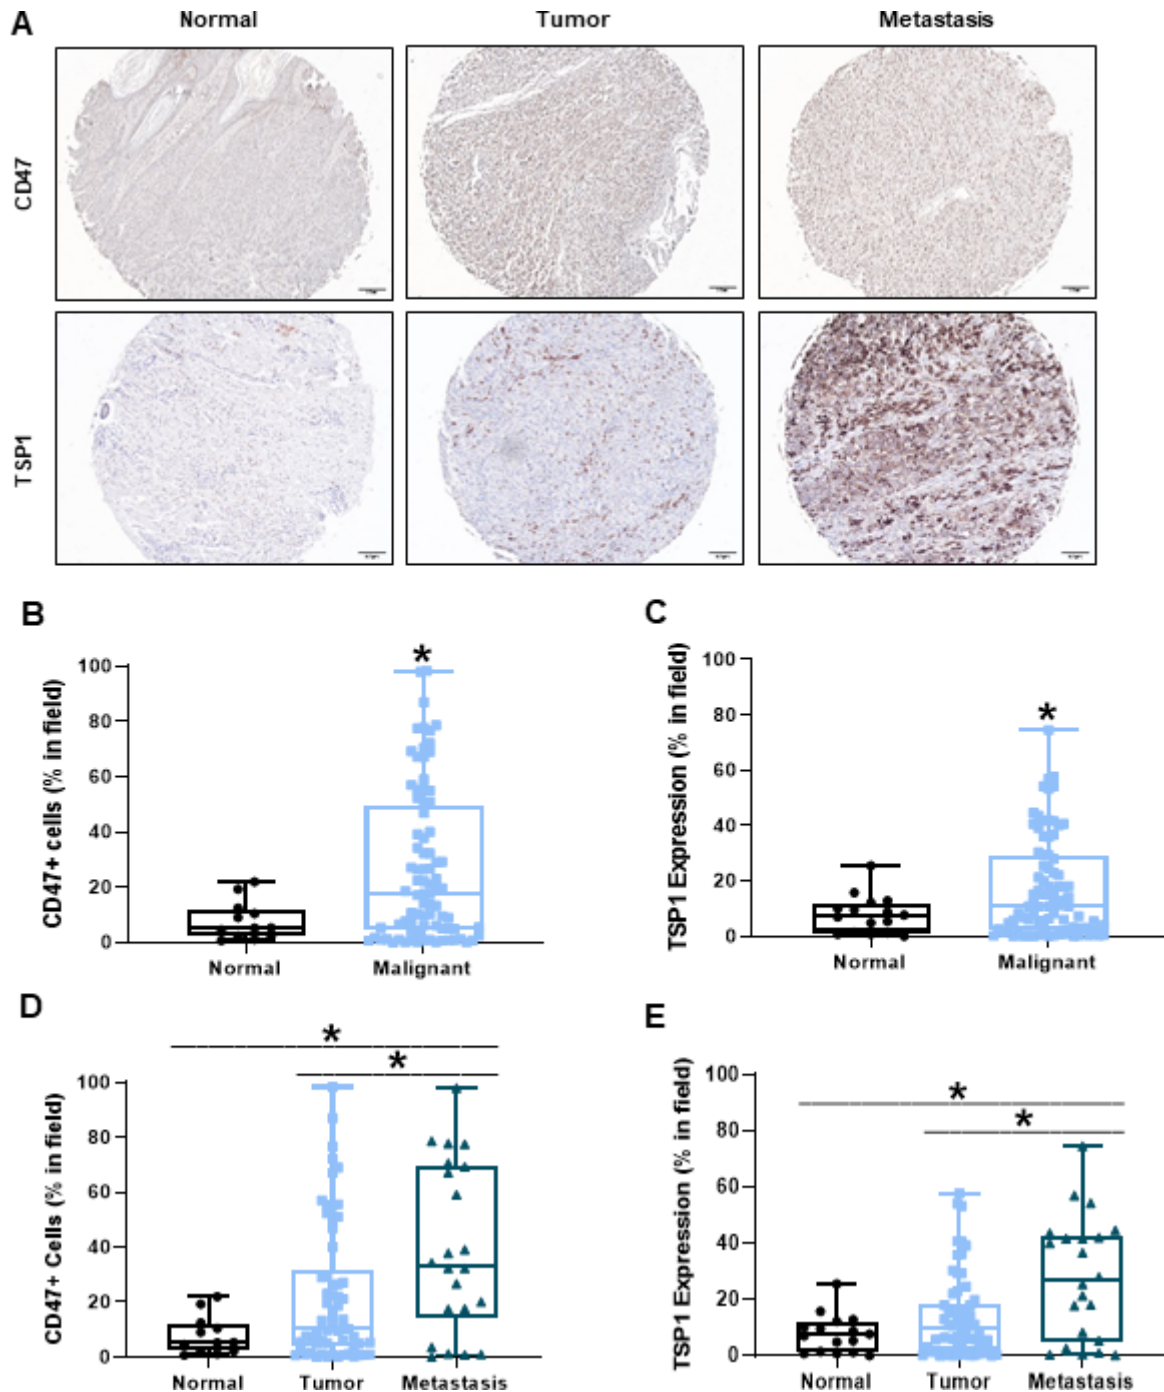 A
Normal
Tumor
Metastasis
CD47
TSP1
B
CD47+ cells (% in field)
100
80
60
40
20
0
*
Normal
Malignant
C
TSP1 Expression (% in field)
100
80
60
40
20
0
*
Normal
Malignant
D
CD47+ Cells (% in field)
100
80
60
40
20
0
*
*
Normal
Tumor
Metastasis
E
TSP1 Expression (% in field)
100
80
60
40
20
0
*
*
Normal
Tumor
Metastasis